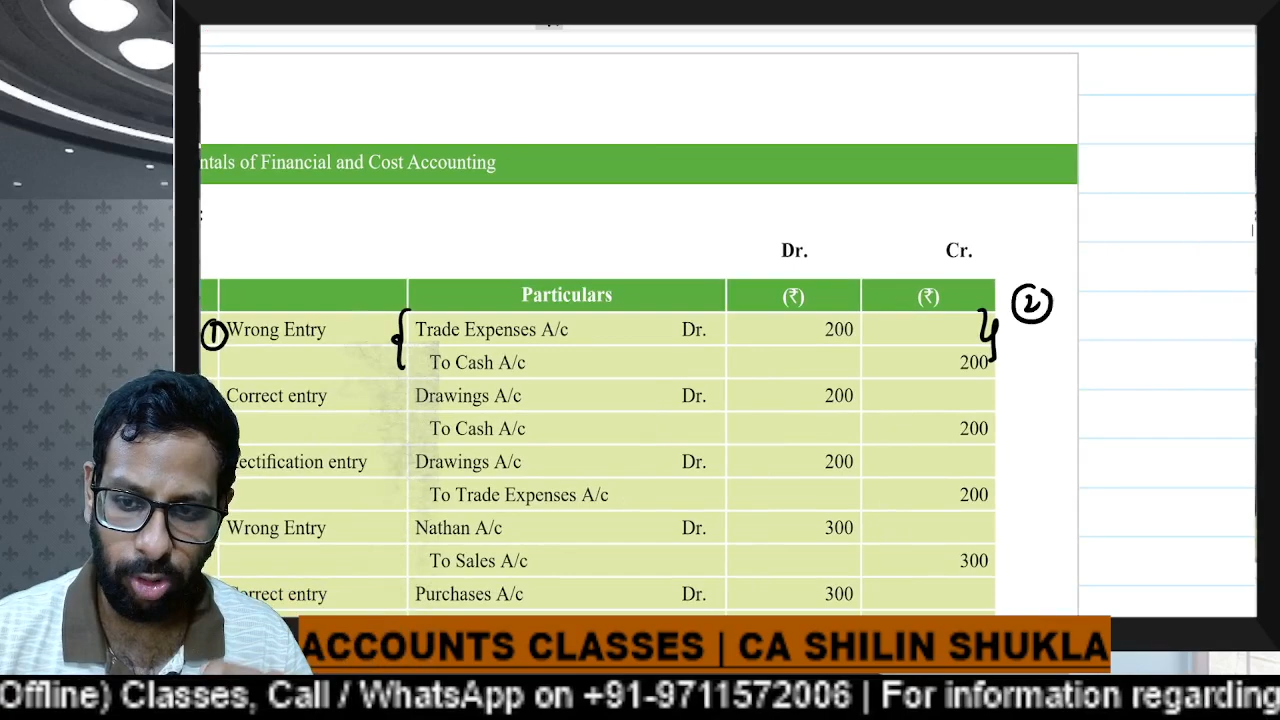 ntals of Financial and Cost Accounting
:
Dr. Cr.
Particulars (₹) (₹) 2
1 Wrong Entry Trade Expenses A/c Dr. 200
To Cash A/c 200
Correct entry Drawings A/c Dr. 200
To Cash A/c 200
ectification entry Drawings A/c Dr. 200
To Trade Expenses A/c 200
Wrong Entry Nathan A/c Dr. 300
To Sales A/c 300
orrect entry Purchases A/c Dr. 300
ACCOUNTS CLASSES | CA SHILIN SHUKLA
Offline) Classes, Call / WhatsApp on +91-9711572006 | For information regarding